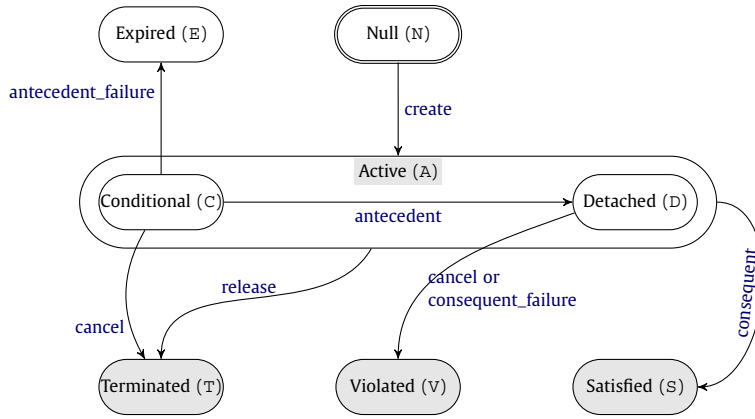 Expired (E)
Null (N)
antecedent_failure
create
Active (A)
Conditional (C)
Detached (D)
antecedent
cancel or
consequent_failure
release
consequent
cancel
Terminated (T)
Violated (V)
Satisfied (S)